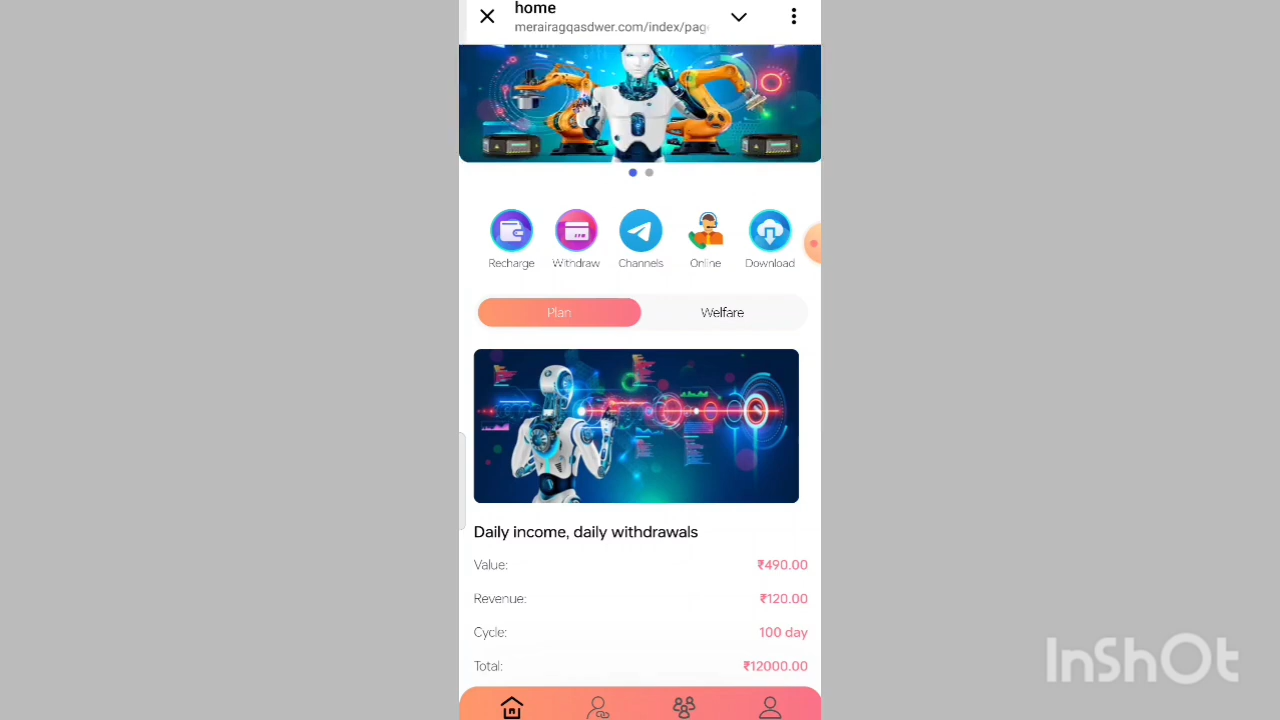 home
merairagqasdwer.com/index/page
Recharge
Withdraw
Channels
Online
Download
Plan
Welfare
Daily income, daily withdrawals
Value:
₹490.00
Revenue:
₹120.00
Cycle:
100 day
Total:
₹12000.00
InShOt